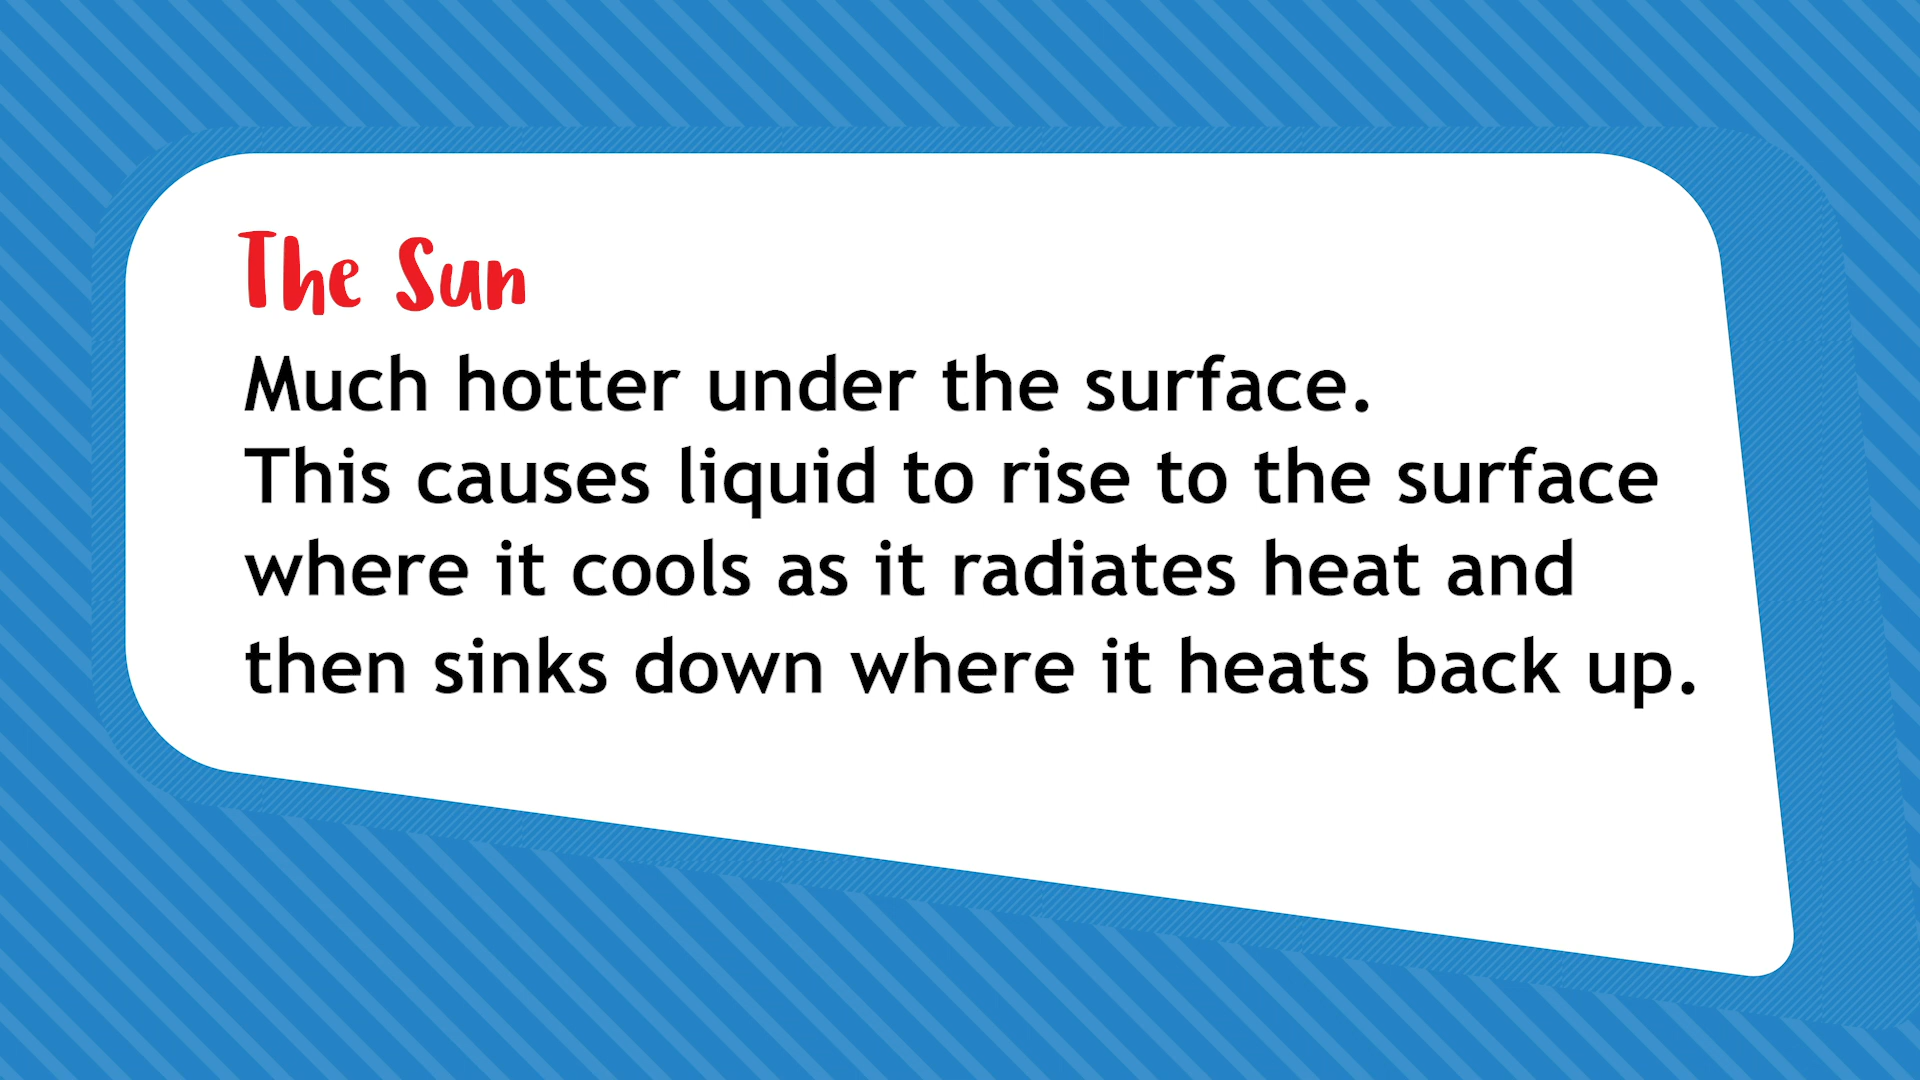 The Sun
Much hotter under the surface.
This causes liquid to rise to the surface
where it cools as it radiates heat and
then sinks down where it heats back up.